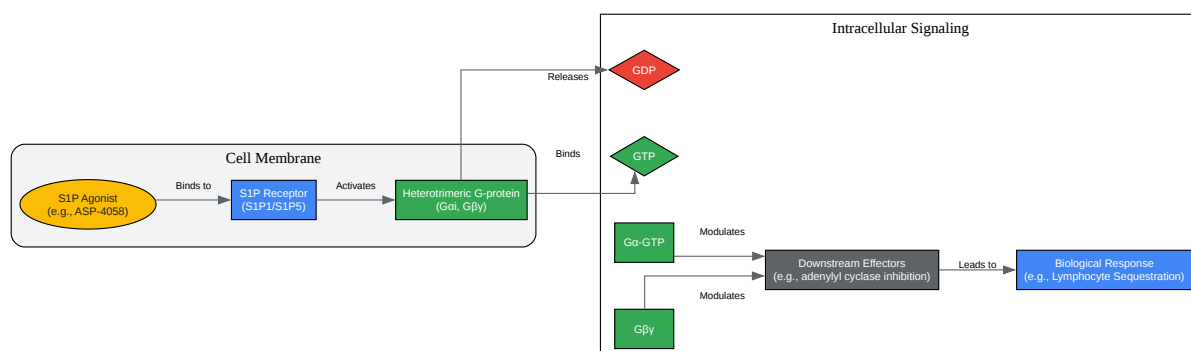 Intracellular Signaling
GDP
Releases
Cell Membrane
Binds
GTP
S1P Agonist
(e.g., ASP-4058)
Binds to
S1P Receptor
(S1P1/S1P5)
Activates
Heterotrimeric G-protein
(Gαi, Gβγ)
Gα-GTP
Modulates
Gβγ
Modulates
Downstream Effectors
(e.g., adenylyl cyclase inhibition)
Leads to
Biological Response
(e.g., Lymphocyte Sequestration)